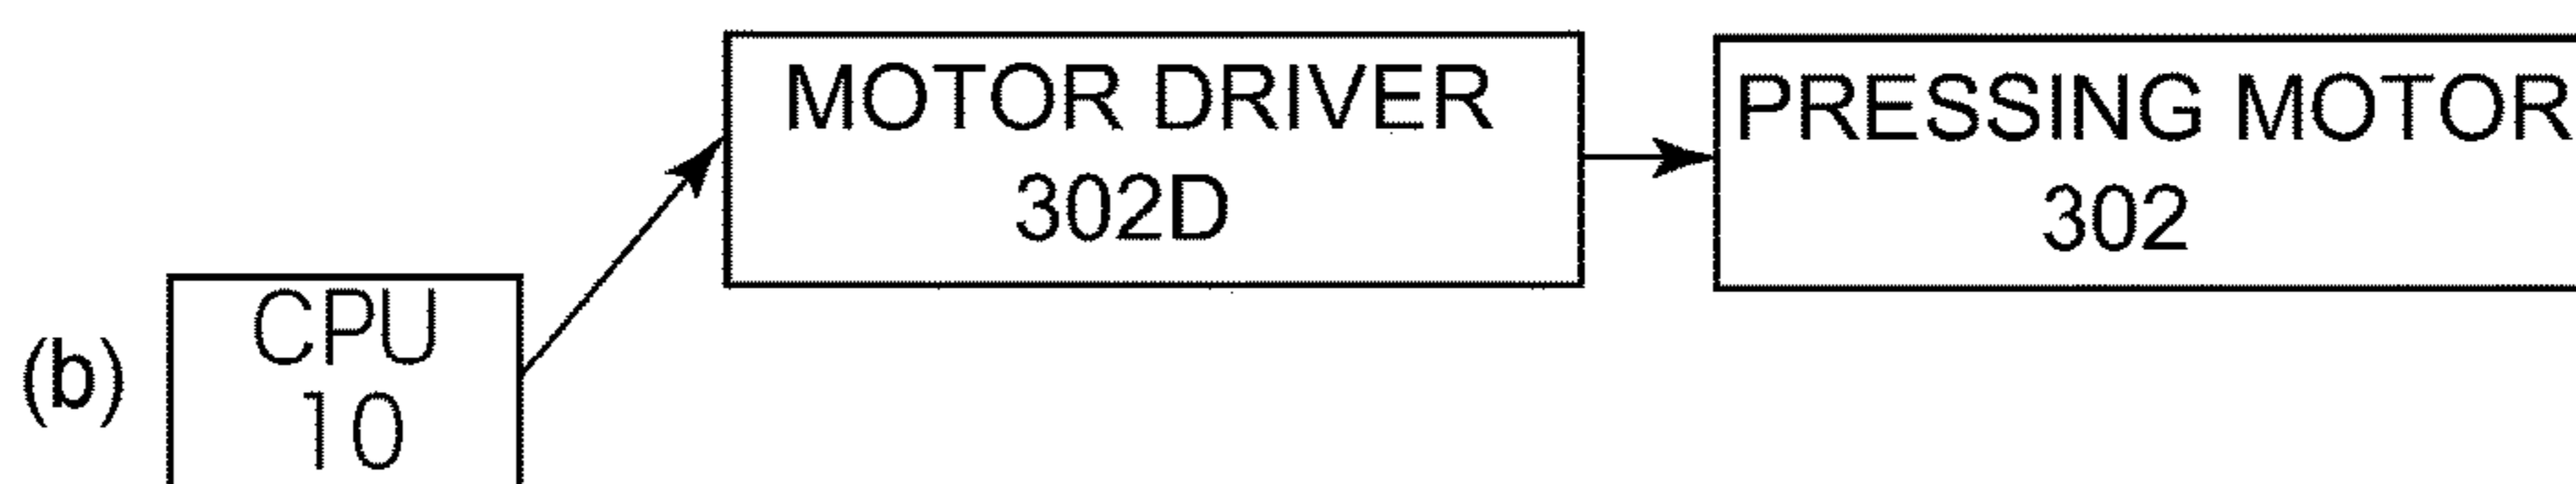 MOTOR DRIVER
302D
PRESSING MOTOR
302
(b)
CPU
10